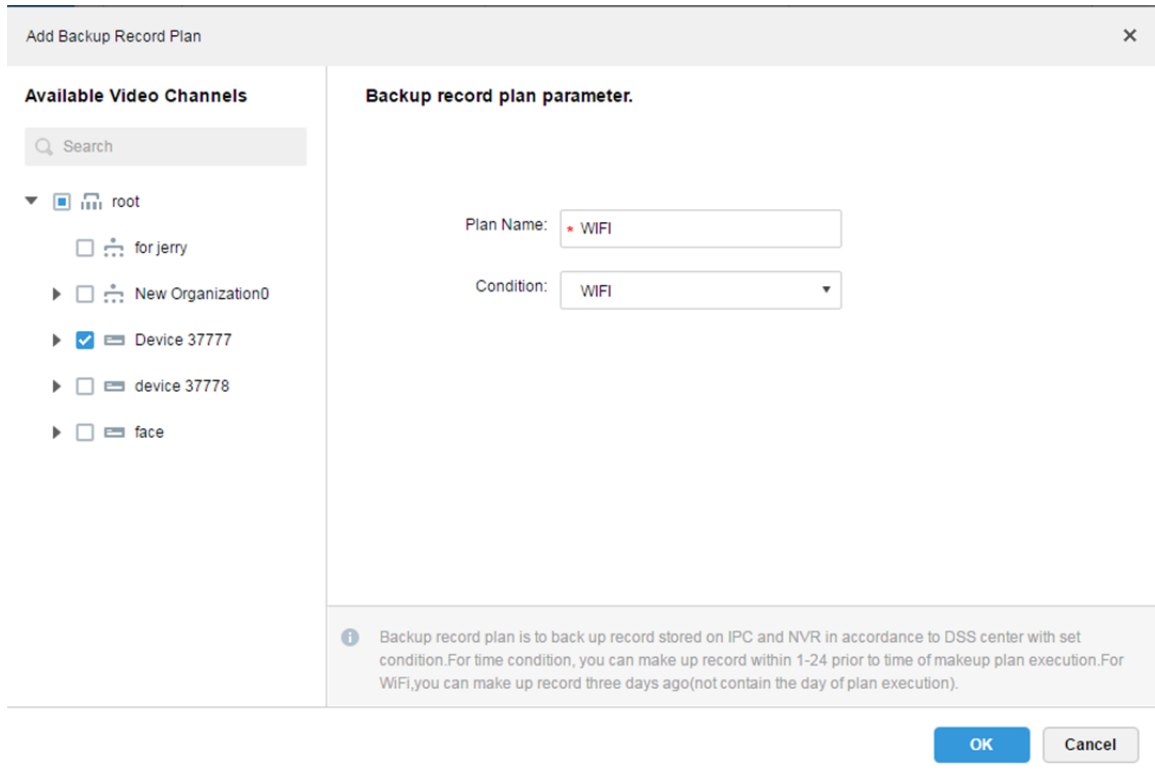 Add Backup Record Plan
Available Video Channels
Search
root
for jerry
New Organization0
Device 37777
device 37778
face
Backup record plan parameter.
Plan Name: * WIFI
Condition: WIFI
Backup record plan is to back up record stored on IPC and NVR in accordance to DSS center with set
condition.For time condition, you can make up record within 1-24 prior to time of makeup plan execution.For
WiFi,you can make up record three days ago(not contain the day of plan execution).
OK Cancel